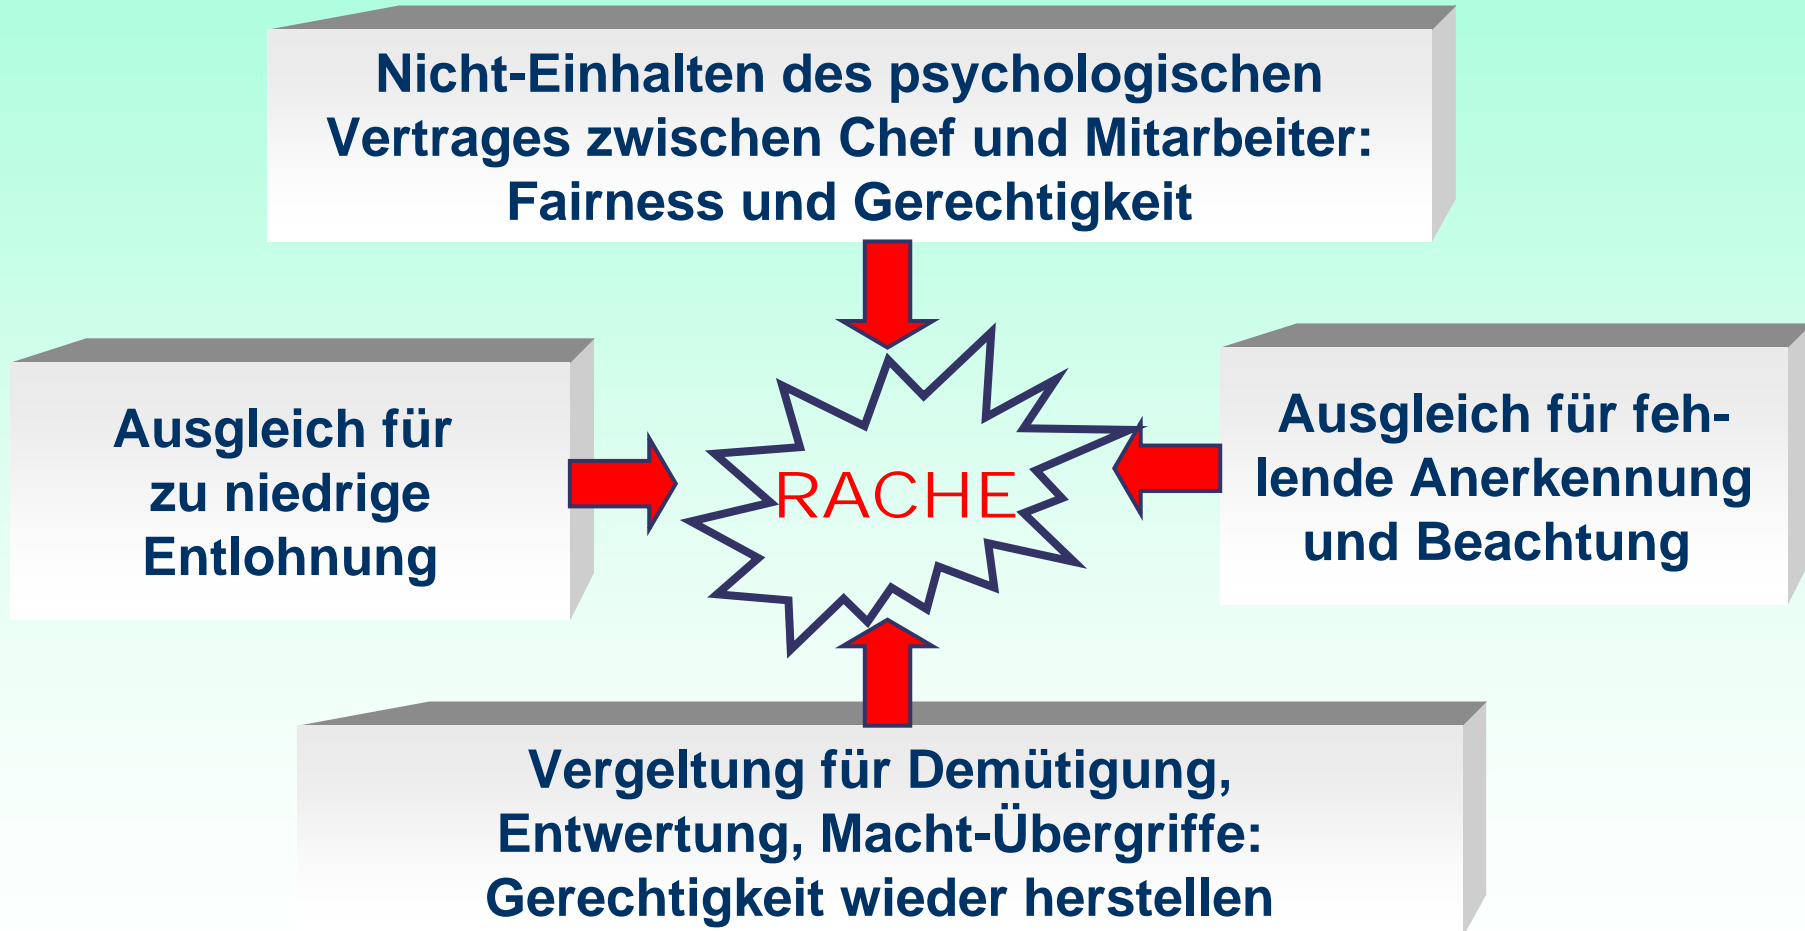 Nicht-Einhalten des psychologischen
Vertrages zwischen Chef und Mitarbeiter:
Fairness und Gerechtigkeit
Ausgleich für
zu niedrige
Entlohnung
RACHE
Ausgleich für feh-
lende Anerkennung
und Beachtung
Vergeltung für Demütigung,
Entwertung, Macht-Übergriffe:
Gerechtigkeit wieder herstellen